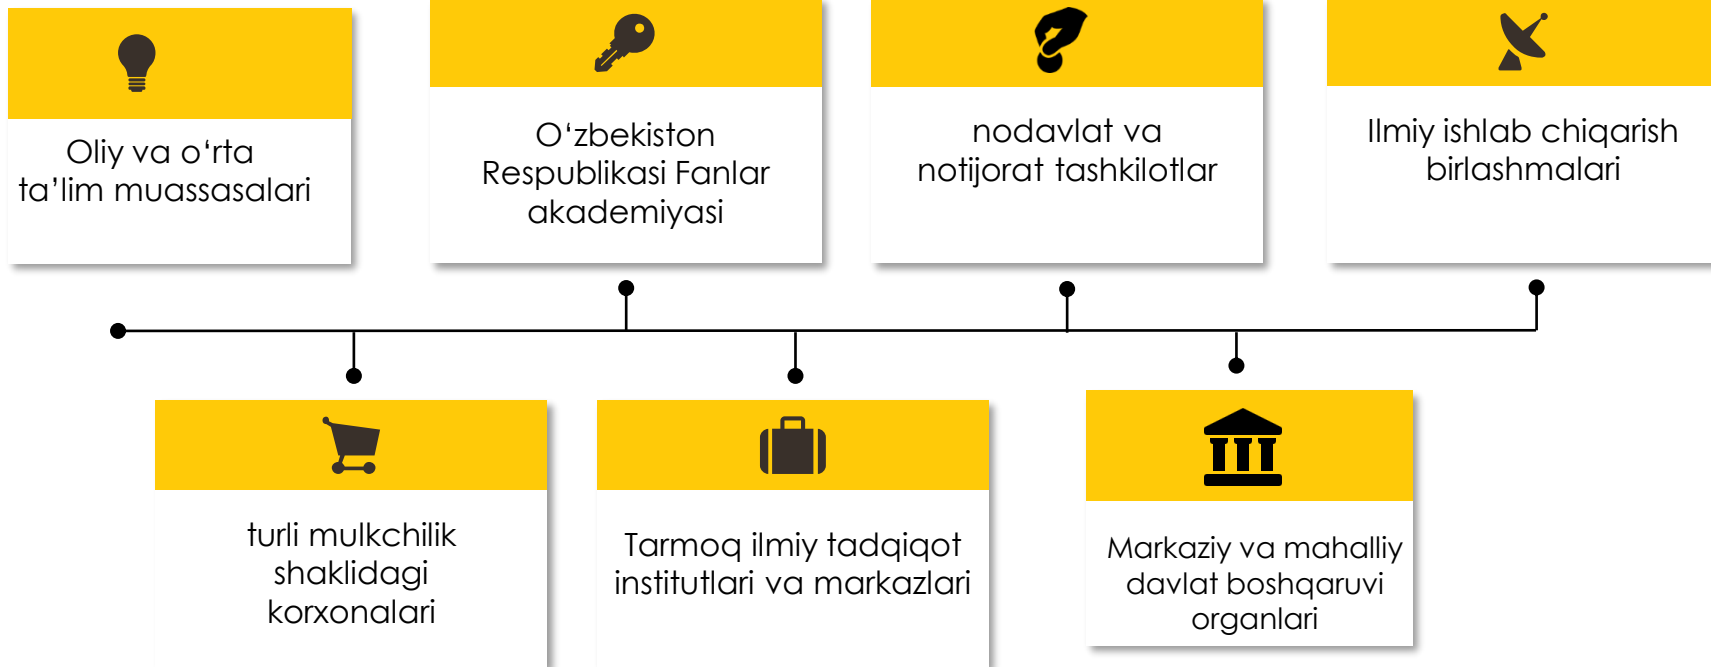 Oliy va o‘rta
ta’lim muassasalari
O‘zbekiston
Respublikasi Fanlar
akademiyasi
nodavlat va
notijorat tashkilotlar
Ilmiy ishlab chiqarish
birlashmalari
turli mulkchilik
shaklidagi
korxonalari
Tarmoq ilmiy tadqiqot
institutlari va markazlari
Markaziy va mahalliy
davlat boshqaruvi
organlari